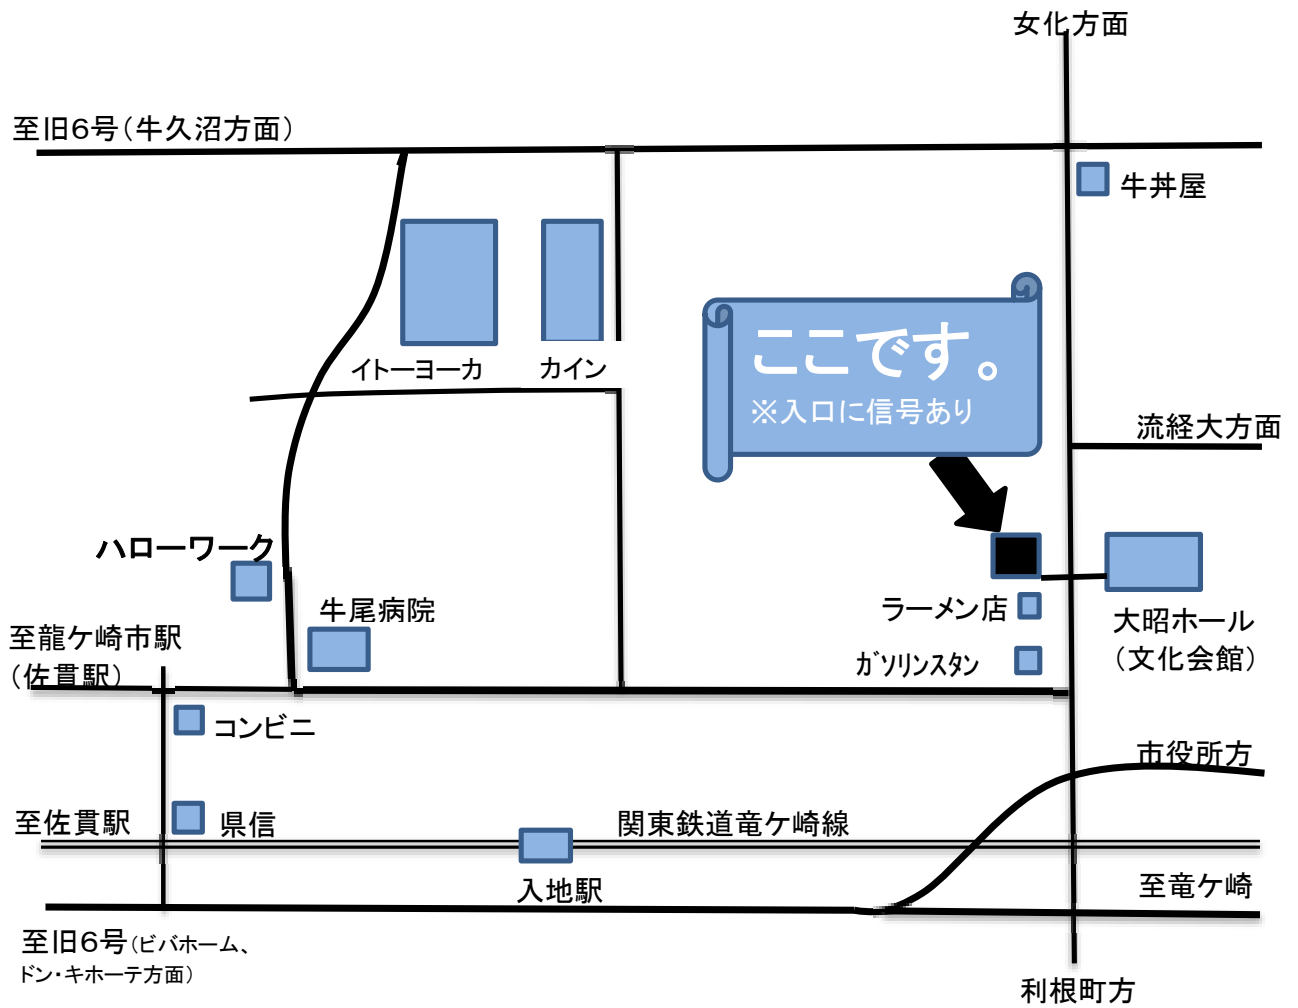 女化方面
至旧6号(牛久沼方面)
牛丼屋
ここです。
※入口に信号あり
イトーヨーカ
カイン
流経大方面
ハローワーク
牛尾病院
ラーメン店
大昭ホール
(文化会館)
至龍ケ崎市駅
(佐貫駅)
ガソリンスタン
コンビニ
市役所方
至佐貫駅
県信
関東鉄道竜ケ崎線
入地駅
至竜ケ崎
至旧6号(ビバホーム、
ドン・キホーテ方面)
利根町方